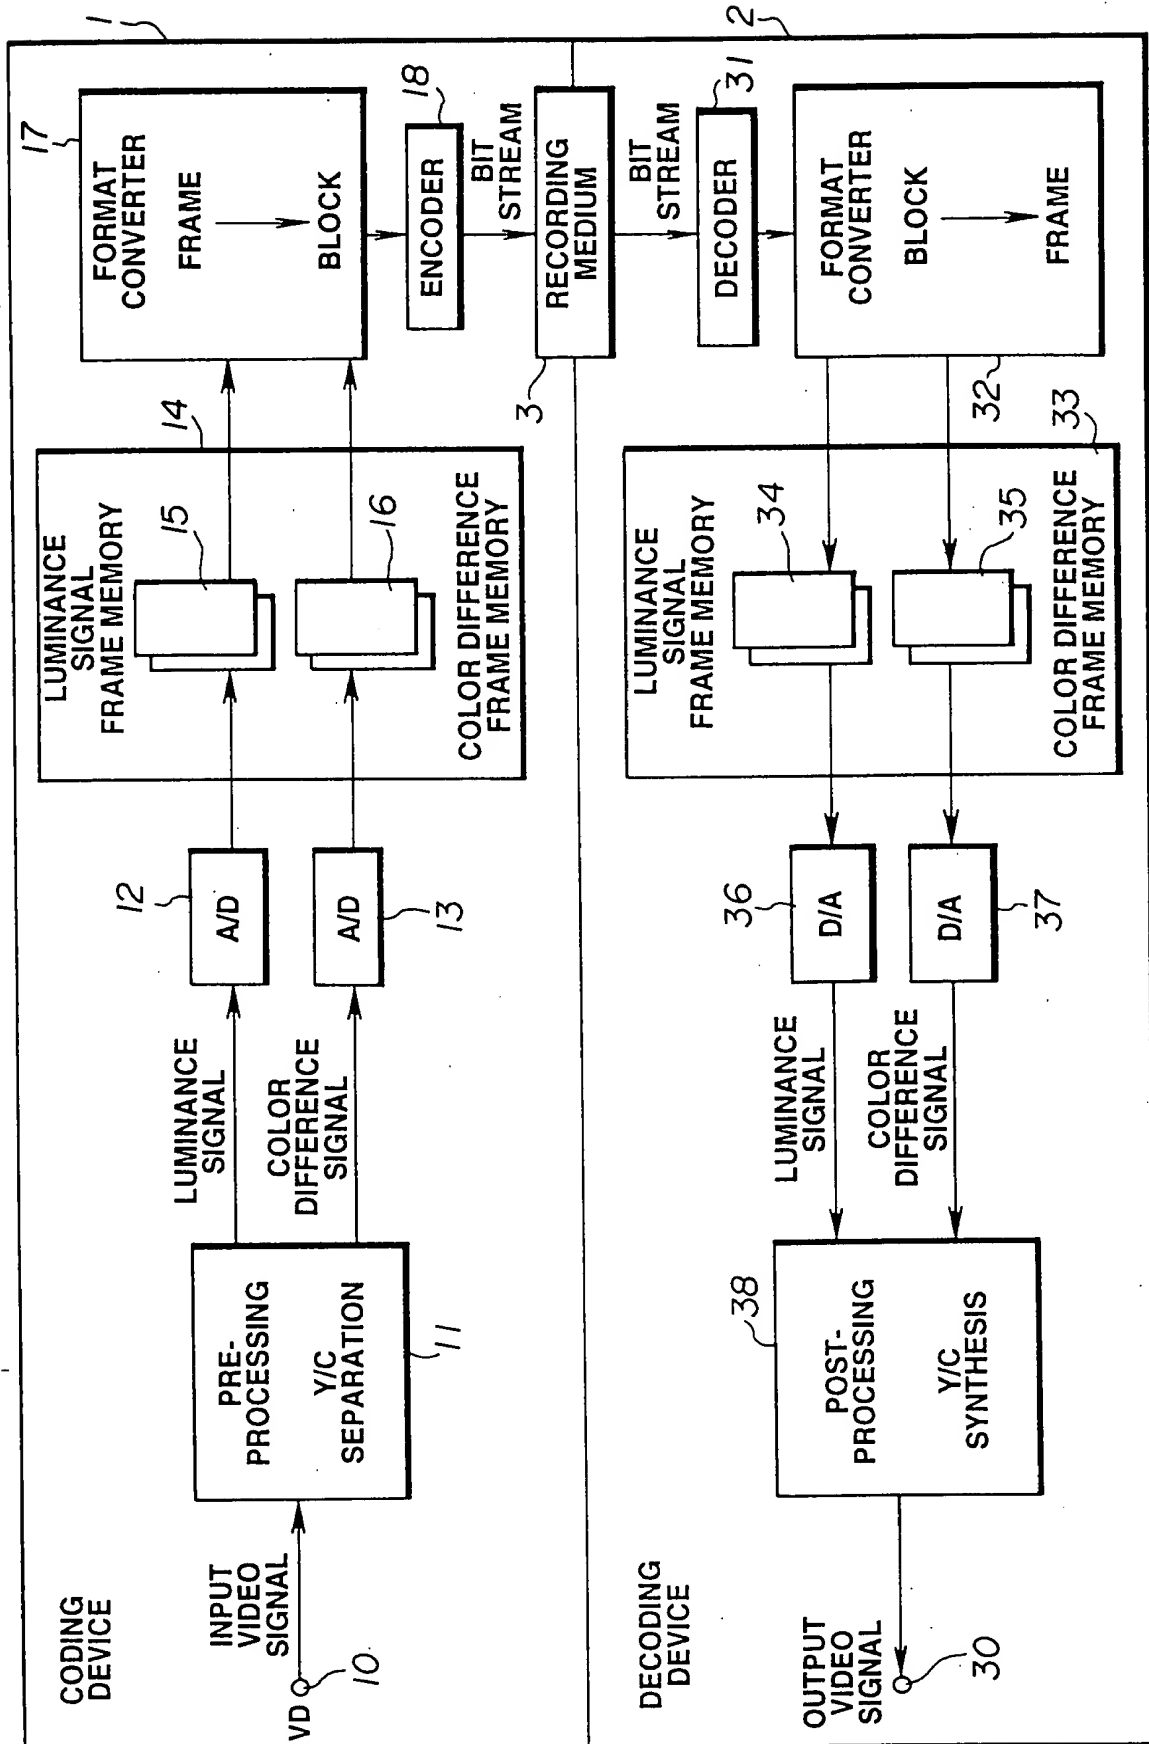 CODING
DEVICE
1
INPUT
VIDEO
SIGNAL
VD
10
PRE-
PROCESSING
Y/C
SEPARATION
11
LUMINANCE
SIGNAL
COLOR
DIFFERENCE
SIGNAL
12
A/D
A/D
13
LUMINANCE
SIGNAL
FRAME MEMORY
14
15
16
COLOR DIFFERENCE
FRAME MEMORY
17
FORMAT
CONVERTER
FRAME
BLOCK
ENCODER
18
BIT
STREAM
RECORDING
MEDIUM
3
DECODING
DEVICE
2
BIT
STREAM
DECODER
31
FORMAT
CONVERTER
BLOCK
FRAME
32
LUMINANCE
SIGNAL
FRAME MEMORY
33
34
35
COLOR DIFFERENCE
FRAME MEMORY
36
D/A
D/A
37
LUMINANCE
SIGNAL
COLOR
DIFFERENCE
SIGNAL
38
POST-
PROCESSING
Y/C
SYNTHESIS
OUTPUT
VIDEO
SIGNAL
30